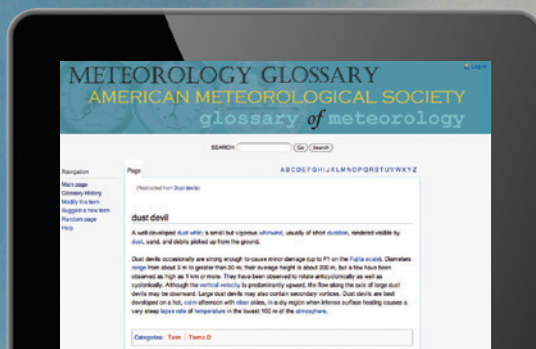 Log in
METEOROLOGY GLOSSARY
AMERICAN METEOROLOGICAL SOCIETY
glossary of meteorology
SEARCH Go Search
Navigation
Main page
Glossary History
Modify this term
Suggest a new term
Random page
Help
Page
A B C D E F G H I J K L M N O P Q R S T U V W X Y Z
(Redirected from Dust devils)
dust devil
A well-developed dust whirl; a small but vigorous whirlwind, usually of short duration, rendered visible by
dust, sand, and debris picked up from the ground.
Dust devils occasionally are strong enough to cause minor damage (up to F1 on the Fujita scale). Diameters
range from about 3 m to greater than 30 m; their average height is about 200 m, but a few have been
observed as high as 1 km or more. They have been observed to rotate anticyclonically as well as
cyclonically. Although the vertical velocity is predominantly upward, the flow along the axis of large dust
devils may be downward. Large dust devils may also contain secondary vortices. Dust devils are best
developed on a hot, calm afternoon with clear skies, in a dry region when intense surface heating causes a
very steep lapse rate of temperature in the lowest 100 m of the atmosphere.
Categories: Term Terms D